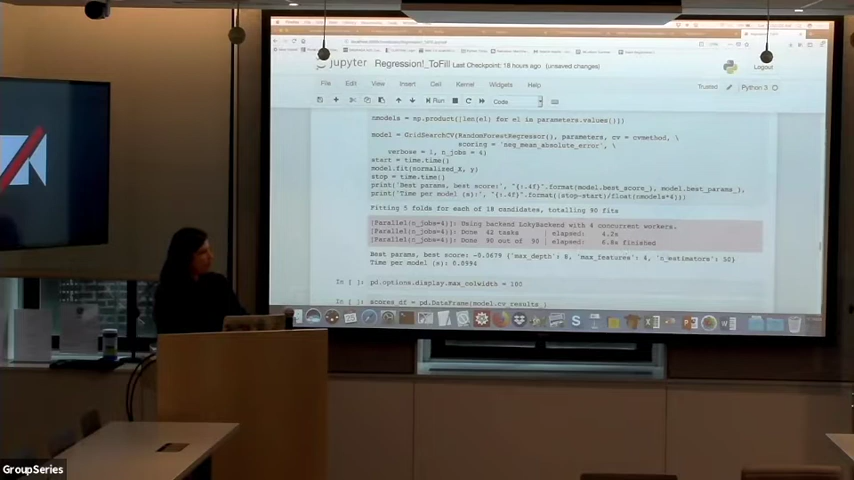 Jupyter Regression!_ToFill Last Checkpoint: 18 hours ago (unsaved changes)
Logout
File Edit View Insert Cell Kernel Widgets Help
Trusted
Python 3
Run
Code
nmodels = np.product([len(el) for el in parameters.values()])
model = GridSearchCV(RandomForestRegressor(), parameters, cv = cvmethod, \
scoring = 'neg_mean_absolute_error', \
verbose = 1, n_jobs = 4)
start = time.time()
model.fit(normalized_X, y)
stop = time.time()
print('Best params, best score:', "{:.4f}".format(model.best_score_), model.best_params_)
print('Time per model (s):', "{:.4f}".format((stop-start)/float(nmodels*4)))
Fitting 5 folds for each of 18 candidates, totalling 90 fits
[Parallel(n_jobs=4)]: Using backend LokyBackend with 4 concurrent workers.
[Parallel(n_jobs=4)]: Done 42 tasks | elapsed: 4.2s
[Parallel(n_jobs=4)]: Done 90 out of 90 | elapsed: 6.8s finished
Best params, best score: -0.0679 {'max_depth': 8, 'max_features': 4, 'n_estimators': 50}
Time per model (s): 0.0994
In [ ]: pd.options.display.max_colwidth = 100
In [ ]: scores_df = pd.DataFrame(model.cv_results_)
GroupSeries